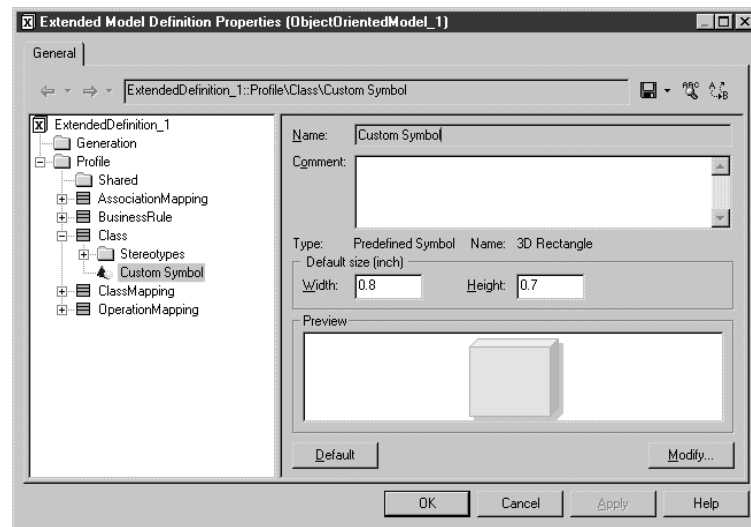 Extended Model Definition Properties (ObjectOrientedModel_1)
General
ExtendedDefinition_1::Profile\Class\Custom Symbol
ExtendedDefinition_1
Generation
Profile
Shared
AssociationMapping
BusinessRule
Class
Stereotypes
Custom Symbol
ClassMapping
OperationMapping
Name: Custom Symbol
Comment:
Type: Predefined Symbol Name: 3D Rectangle
Default size (inch)
Width: 0.8 Height: 0.7
Preview
Default Modify...
OK Cancel Apply Help